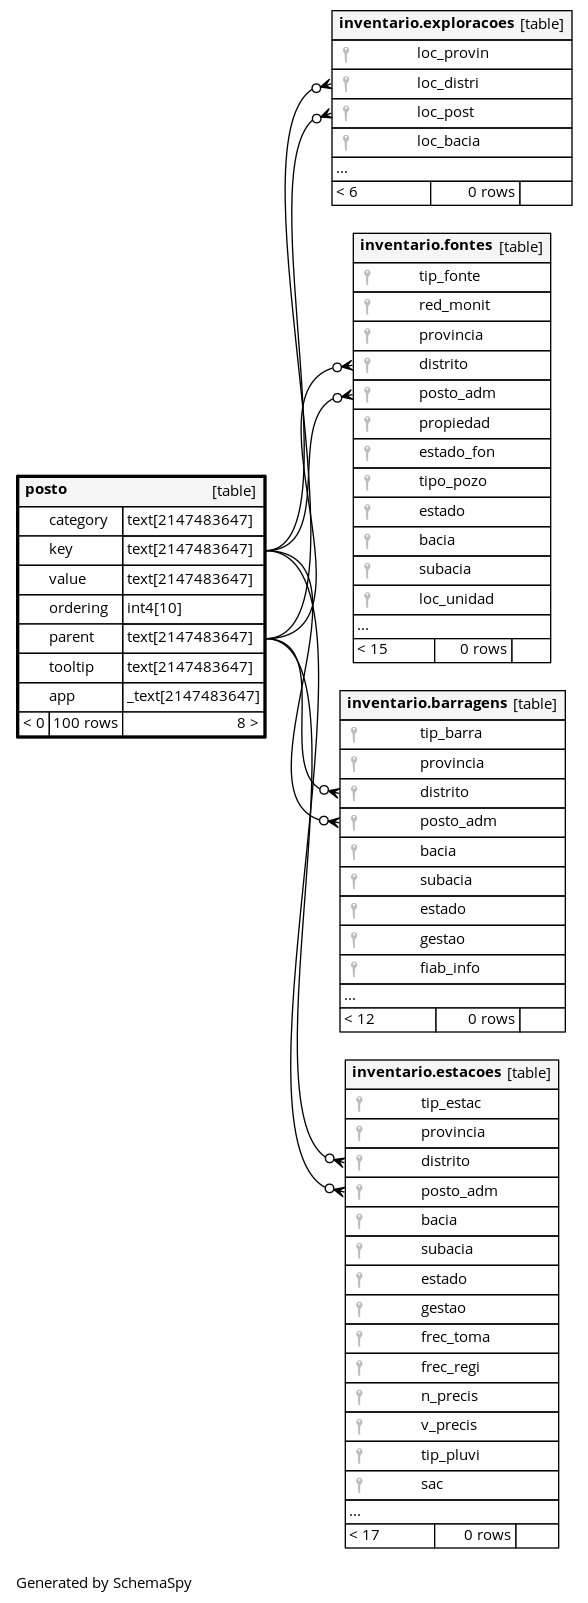 inventario.exploracoes [table]
loc_provin
loc_distri
loc_post
loc_bacia
...
< 6 0 rows
inventario.fontes [table]
tip_fonte
red_monit
provincia
distrito
posto_adm
propiedad
estado_fon
tipo_pozo
estado
bacia
subacia
loc_unidad
...
< 15 0 rows
posto [table]
category text[2147483647]
key text[2147483647]
value text[2147483647]
ordering int4[10]
parent text[2147483647]
tooltip text[2147483647]
app _text[2147483647]
< 0 100 rows 8 >
inventario.barragens [table]
tip_barra
provincia
distrito
posto_adm
bacia
subacia
estado
gestao
fiab_info
...
< 12 0 rows
inventario.estacoes [table]
tip_estac
provincia
distrito
posto_adm
bacia
subacia
estado
gestao
frec_toma
frec_regi
n_precis
v_precis
tip_pluvi
sac
...
< 17 0 rows
Generated by SchemaSpy